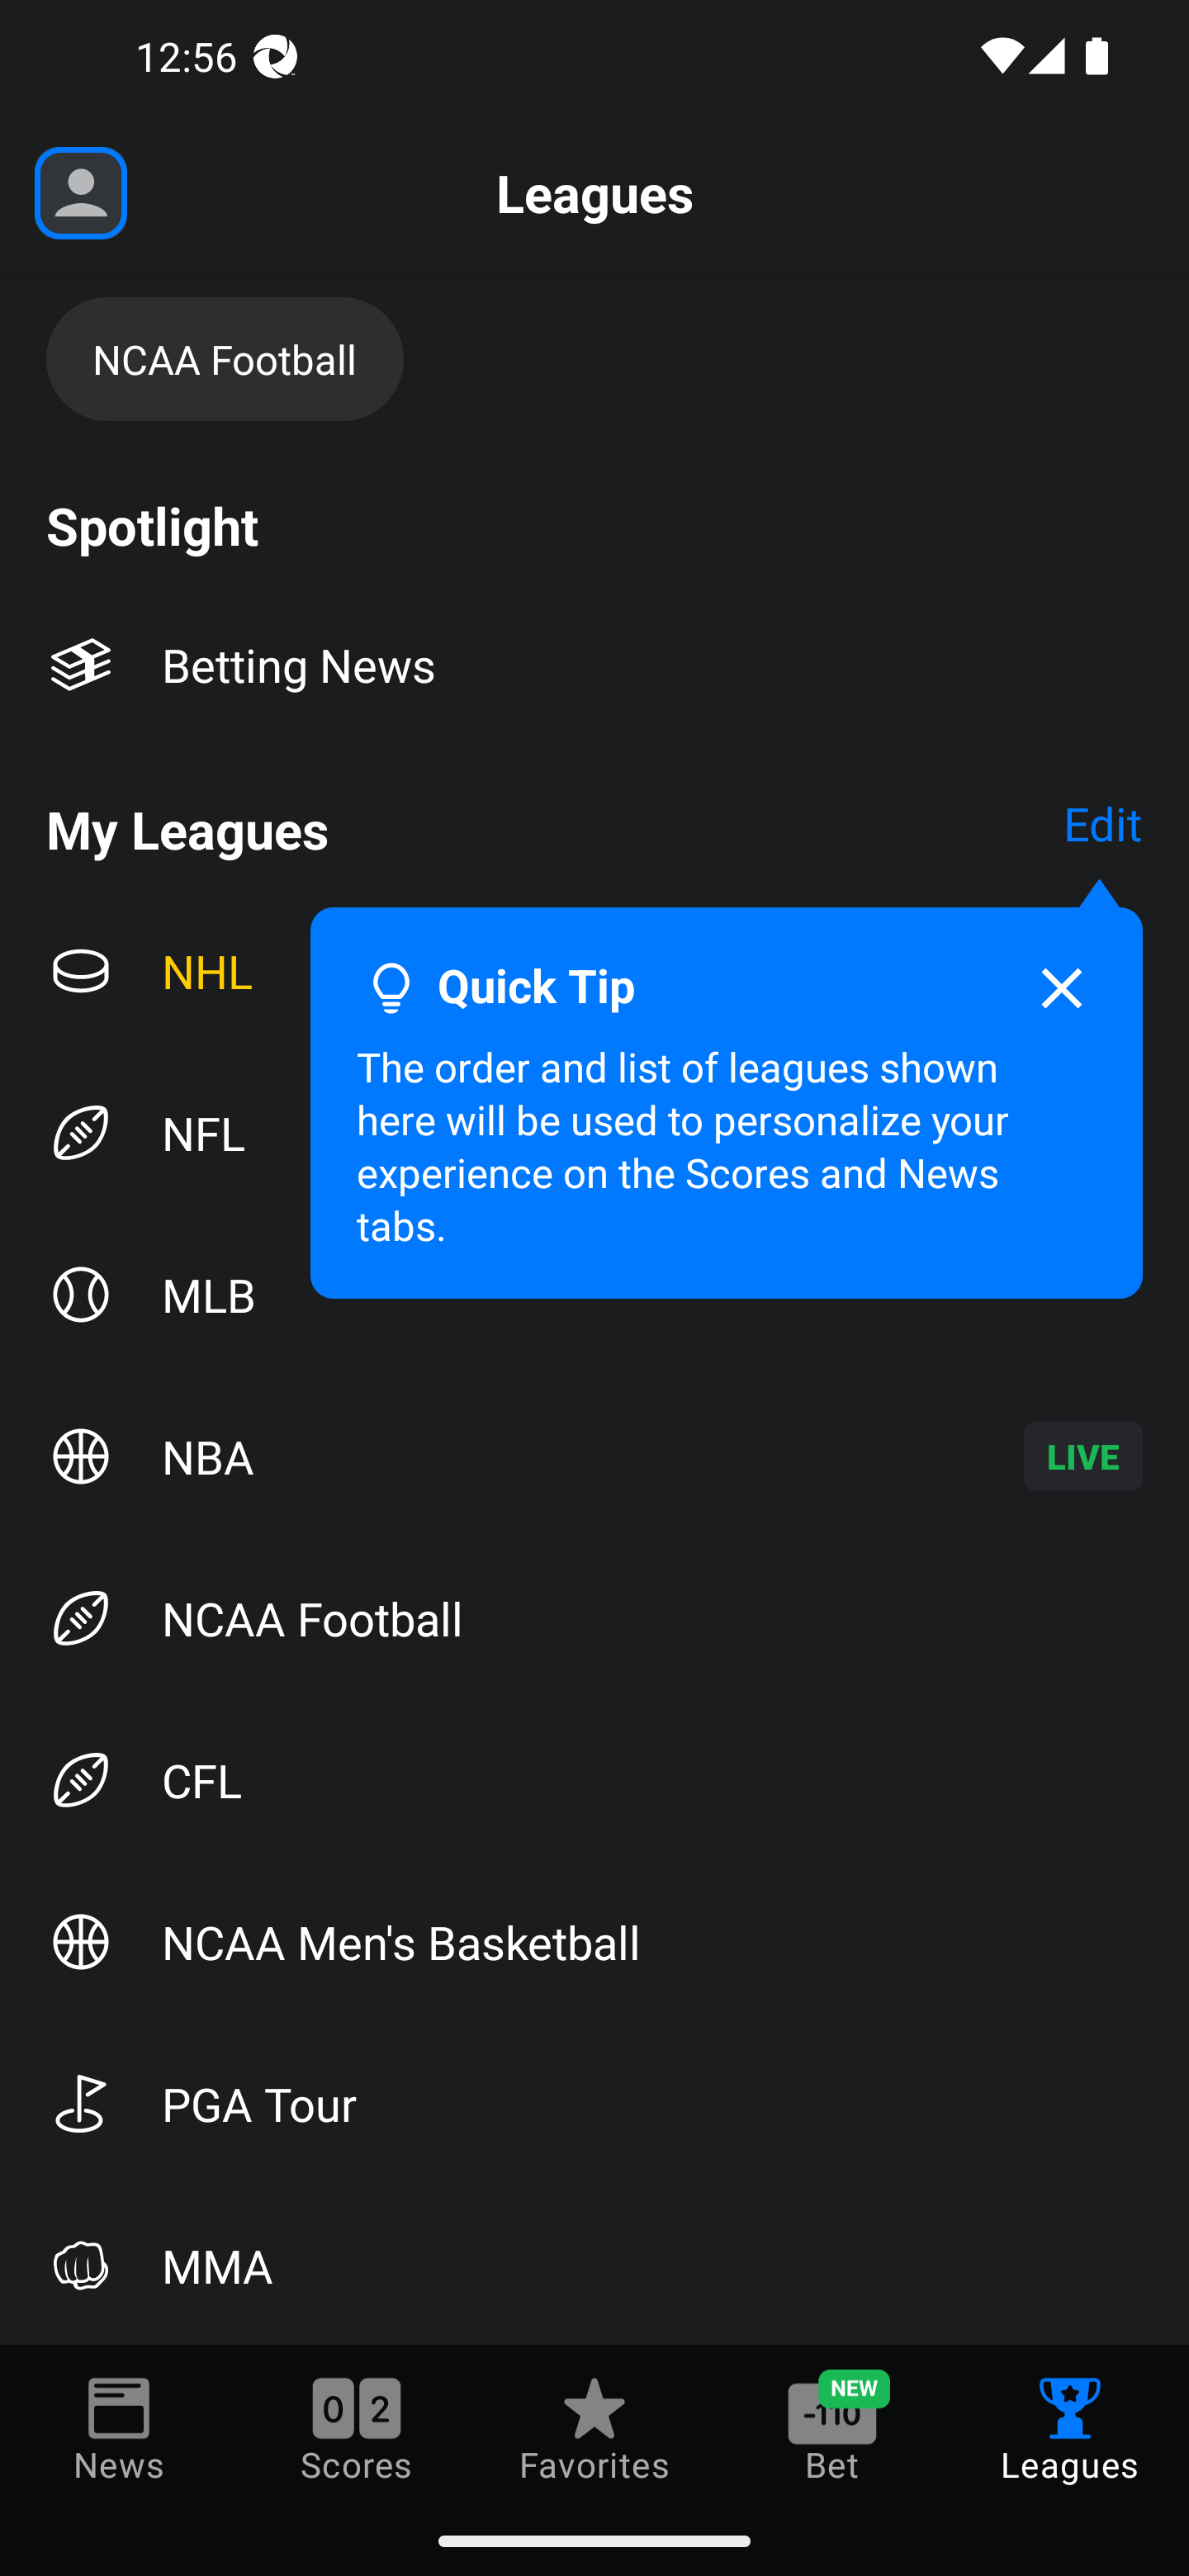 12:56
Leagues
NCAA Football
Spotlight
Betting News
My Leagues
Edit
NHL
Quick Tip
The order and list of leagues shown
here will be used to personalize your
experience on the Scores and News
tabs.
NFL
MLB
NBA
LIVE
NCAA Football
CFL
NCAA Men's Basketball
PGA Tour
MMA
0 2
NEW
-110
News
Scores
Favorites
Bet
Leagues